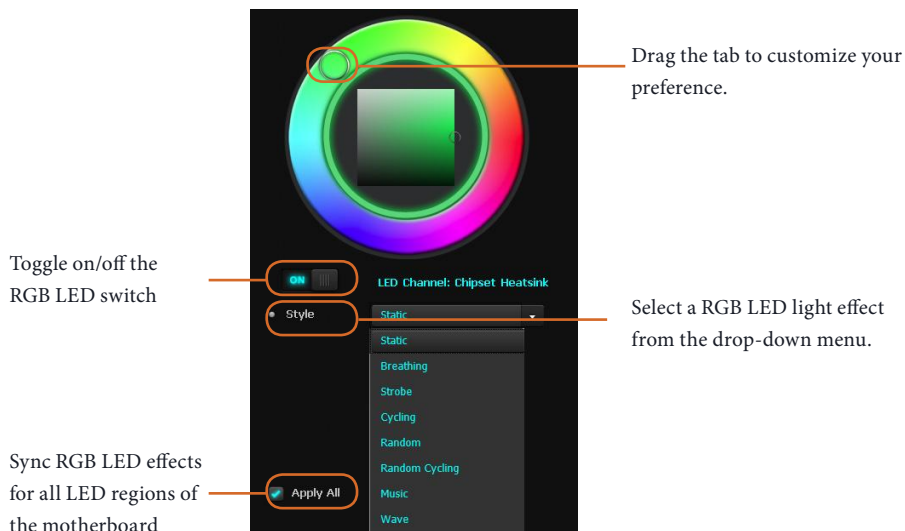 Drag the tab to customize your
preference.
Toggle on/off the
RGB LED switch
ON
LED Channel: Chipset Heatsink
Style
Static
Select a RGB LED light effect
from the drop-down menu.
Static
Breathing
Strobe
Cycling
Random
Random Cycling
Sync RGB LED effects
for all LED regions of
the motherboard
Apply All
Music
Wave